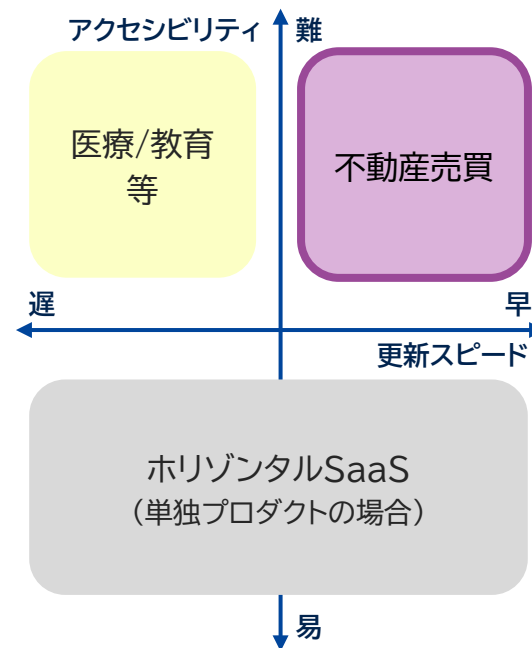 アクセシビリティ
難
医療/教育
等
不動産売買
遅
早
更新スピード
ホリゾンタルSaaS
（単独プロダクトの場合）
易